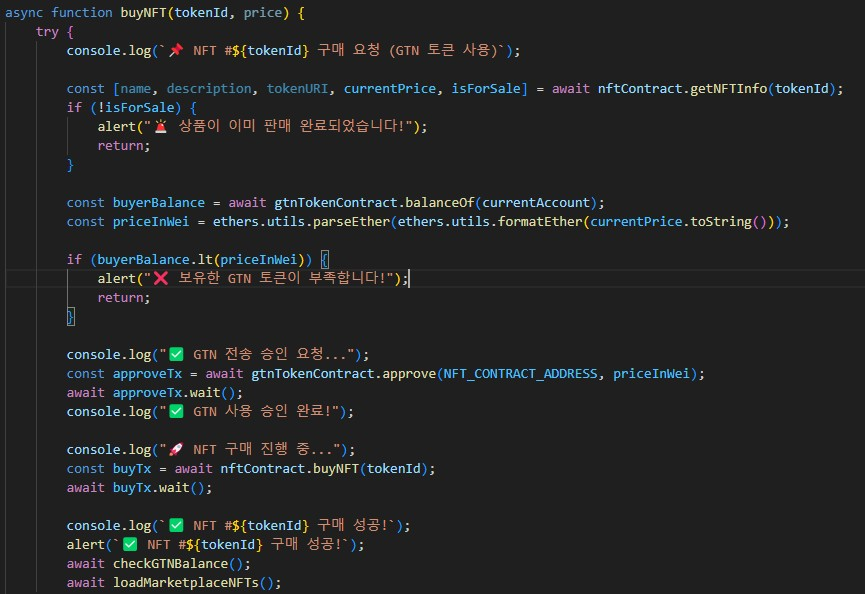 async function buyNFT(tokenId, price) {
    try {
        console.log(`📌 NFT #${tokenId} 구매 요청 (GTN 토큰 사용)`);

        const [name, description, tokenURI, currentPrice, isForSale] = await nftContract.getNFTInfo(tokenId);
        if (!isForSale) {
            alert("🚨 상품이 이미 판매 완료되었습니다!");
            return;
        }

        const buyerBalance = await gtnTokenContract.balanceOf(currentAccount);
        const priceInWei = ethers.utils.parseEther(ethers.utils.formatEther(currentPrice.toString()));

        if (buyerBalance.lt(priceInWei)) {
            alert("❌ 보유한 GTN 토큰이 부족합니다!");
            return;
        }

        console.log("✅ GTN 전송 승인 요청...");
        const approveTx = await gtnTokenContract.approve(NFT_CONTRACT_ADDRESS, priceInWei);
        await approveTx.wait();
        console.log("✅ GTN 사용 승인 완료!");

        console.log("🚀 NFT 구매 진행 중...");
        const buyTx = await nftContract.buyNFT(tokenId);
        await buyTx.wait();

        console.log(`✅ NFT #${tokenId} 구매 성공!`);
        alert(`✅ NFT #${tokenId} 구매 성공!`);
        await checkGTNBalance();
        await loadMarketplaceNFTs();